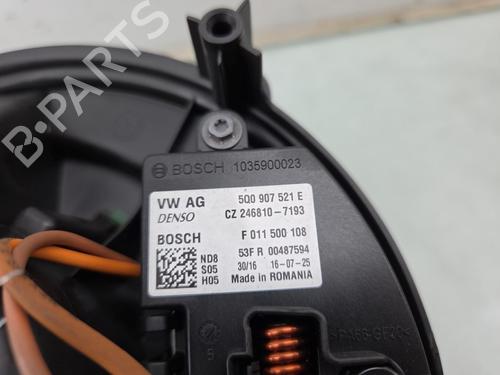 B-PARTS
BOSCH 1035900023
VW AG 5Q0 907 521 E
DENSO CZ 246810-7193
BOSCH F 011 500 108
ND8 53F R 00487594
S05 30/16 16-07-25
H05 Made in ROMANIA
5